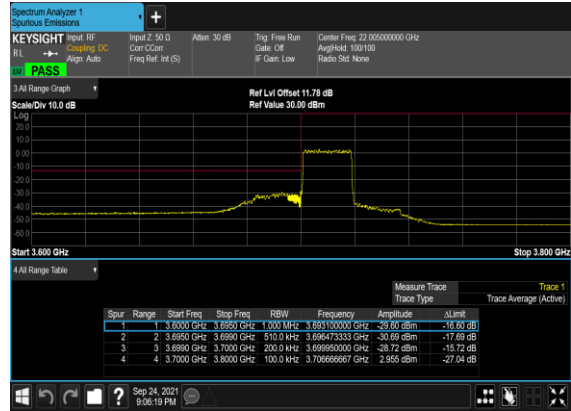 Spectrum Analyzer 1
Spurious Emissions
KEYSIGHT Input: RF Input Z: 50 Ω Atten: 30 dB Trig: Free Run Center Freq: 22.005000000 GHz
RL Coupling: DC Corr CCorr Gate: Off Avg|Hold: 100/100
Align: Auto Freq Ref: Int (S) IF Gain: Low Radio Std: None
PASS
3 All Range Graph Ref Lvl Offset 11.78 dB
Scale/Div 10.0 dB Ref Value 30.00 dBm
Log
20.0
10.0
0.00
-10.0
-20.0
-30.0
-40.0
-50.0
-60.0
Start 3.600 GHz Stop 3.800 GHz
4 All Range Table
Measure Trace Trace 1
Trace Type Trace Average (Active)
Spur Range Start Freq Stop Freq RBW Frequency Amplitude ΔLimit
1 1 3.6000 GHz 3.6950 GHz 1.000 MHz 3.693100000 GHz -29.60 dBm -16.60 dB
2 2 3.6950 GHz 3.6990 GHz 510.0 kHz 3.696473333 GHz -30.69 dBm -17.69 dB
3 3 3.6990 GHz 3.7000 GHz 200.0 kHz 3.699950000 GHz -28.72 dBm -15.72 dB
4 4 3.7000 GHz 3.8000 GHz 100.0 kHz 3.706666667 GHz 2.955 dBm -27.04 dB
? Sep 24, 2021
9:06:19 PM